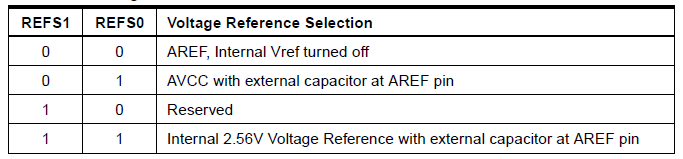 REFS1 REFS0 Voltage Reference Selection
0 0 AREF, Internal Vref turned off
0 1 AVCC with external capacitor at AREF pin
1 0 Reserved
1 1 Internal 2.56V Voltage Reference with external capacitor at AREF pin